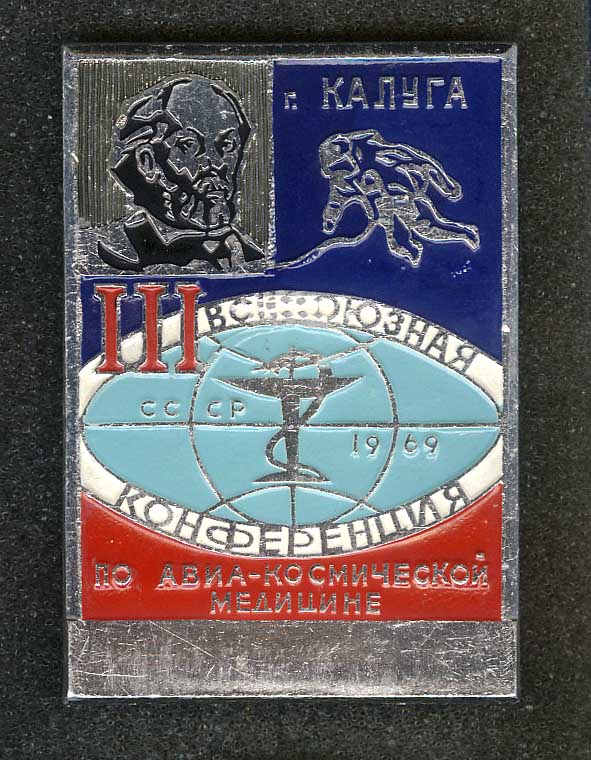 г. КАЛУГА
III ВСЕСОЮЗНАЯ
СССР
1969
КОНФЕРЕНЦИЯ
ПО АВИА-КОСМИЧЕСКОЙ
МЕДИЦИНЕ